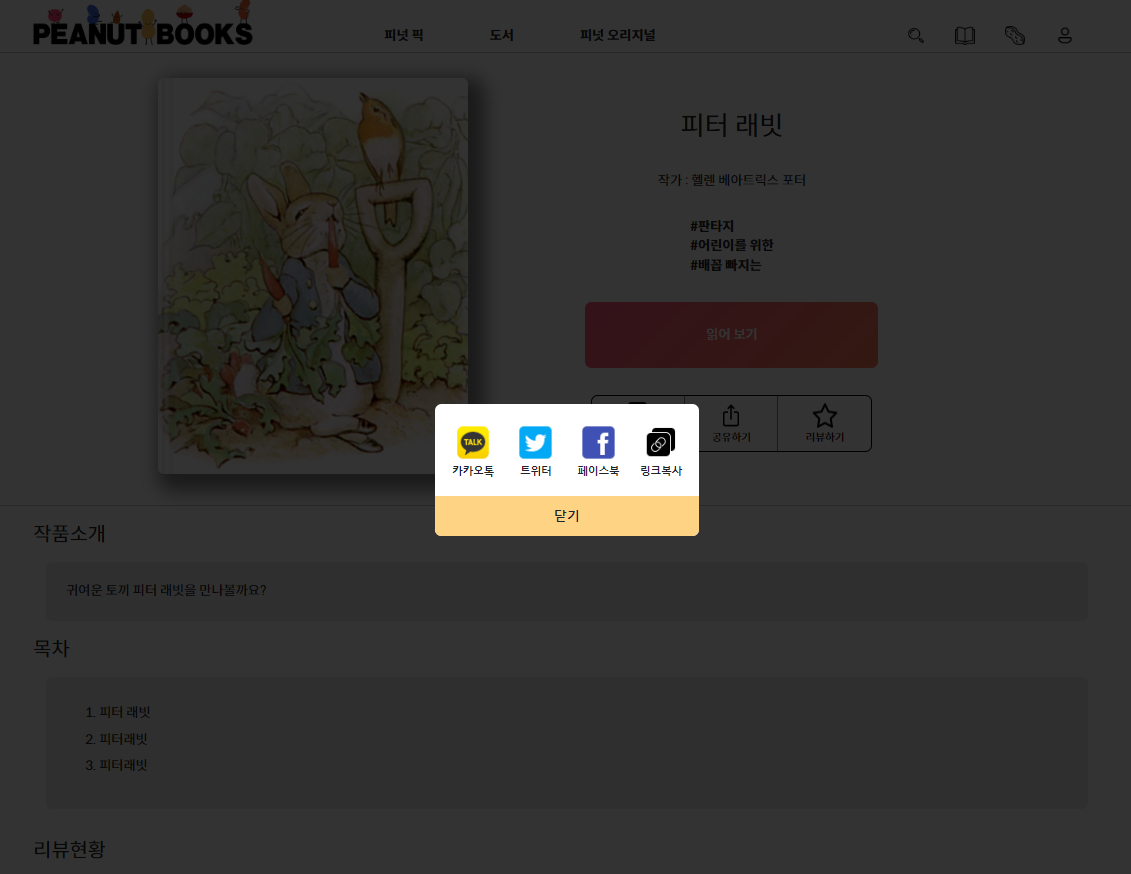 PEANUT BOOKS
피넛 픽
도서
피넛 오리지널
피터 래빗
작가 : 헬렌 베아트릭스 포터
#판타지
#어린이를 위한
#배꼽 빠지는
읽어 보기
공유하기
리뷰하기
TALK
카카오톡
트위터
페이스북
링크복사
닫기
작품소개
귀여운 토끼 피터 래빗을 만나볼까요?
목차
1. 피터 래빗
2. 피터래빗
3. 피터래빗
리뷰현황